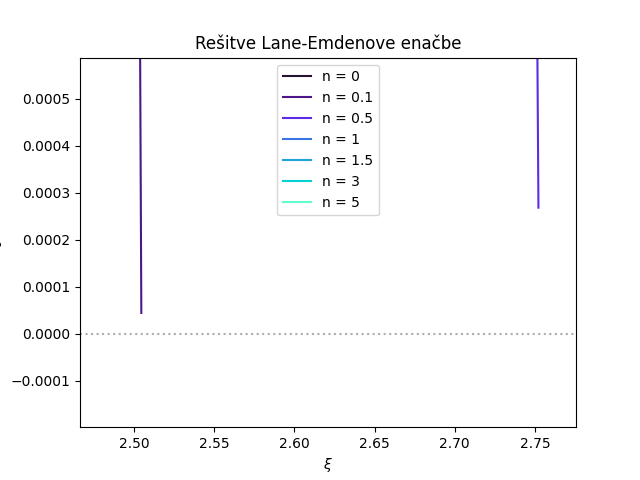 Rešitve Lane-Emdenove enačbe
n = 0
n = 0.1
n = 0.5
n = 1
n = 1.5
n = 3
n = 5
0.0005
0.0004
0.0003
0.0002
0.0001
0.0000
−0.0001
2.50 2.55 2.60 2.65 2.70 2.75
ξ